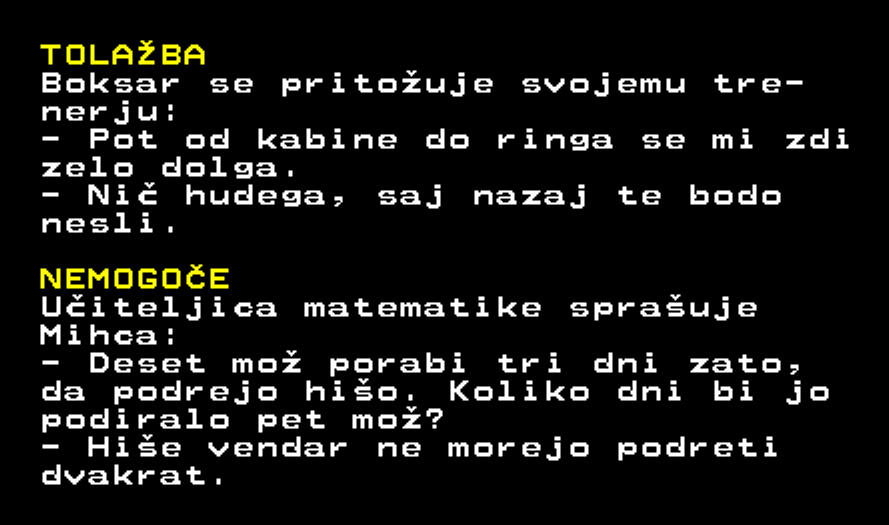 TOLAŽBA
Boksar se pritožuje svojemu tre-
nerju:
- Pot od kabine do ringa se mi zdi
zelo dolga.
- Nič hudega, saj nazaj te bodo
nesli.
NEMOGOČE
Učiteljica matematike sprašuje
Mihca:
- Deset mož porabi tri dni zato,
da podrejo hišo. Koliko dni bi jo
podiralo pet mož?
- Hiše vendar ne morejo podreti
dvakrat.